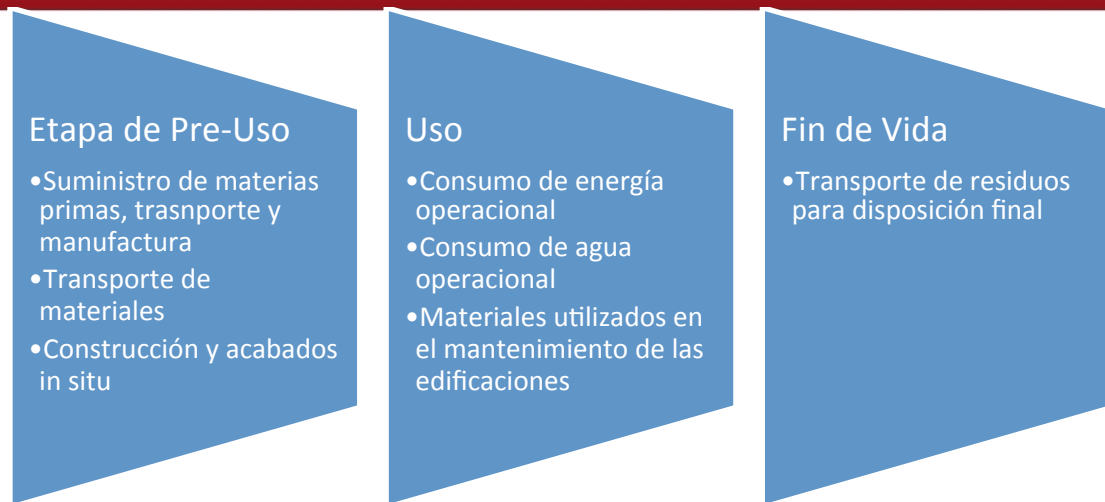 Etapa de Pre-Uso
•Suministro de materias
primas, trasnporte y
manufactura
•Transporte de
materiales
•Construcción y acabados
in situ
Uso
•Consumo de energía
operacional
•Consumo de agua
operacional
•Materiales utilizados en
el mantenimiento de las
edificaciones
Fin de Vida
•Transporte de residuos
para disposición final